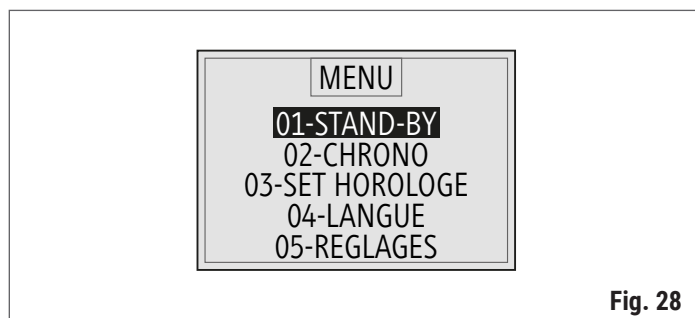 MENU
01-STAND-BY
02-CHRONO
03-SET HOROLOGE
04-LANGUE
05-REGLAGES
Fig. 28